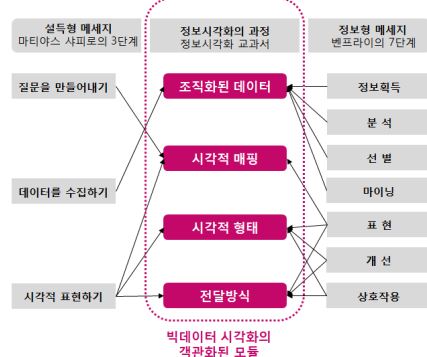 설득형 메세지
마티야스 샤피로의 3단계
정보시각화의 과정
정보시각화 교과서
정보형 메세지
벤프라이의 7단계
질문을 만들어내기
조직화된 데이터
정보획득
분 석
시각적 매핑
선 별
데이터를 수집하기
마이닝
시각적 형태
표 현
개 선
시각적 표현하기
전달방식
상호작용
빅데이터 시각화의
객관화된 모듈